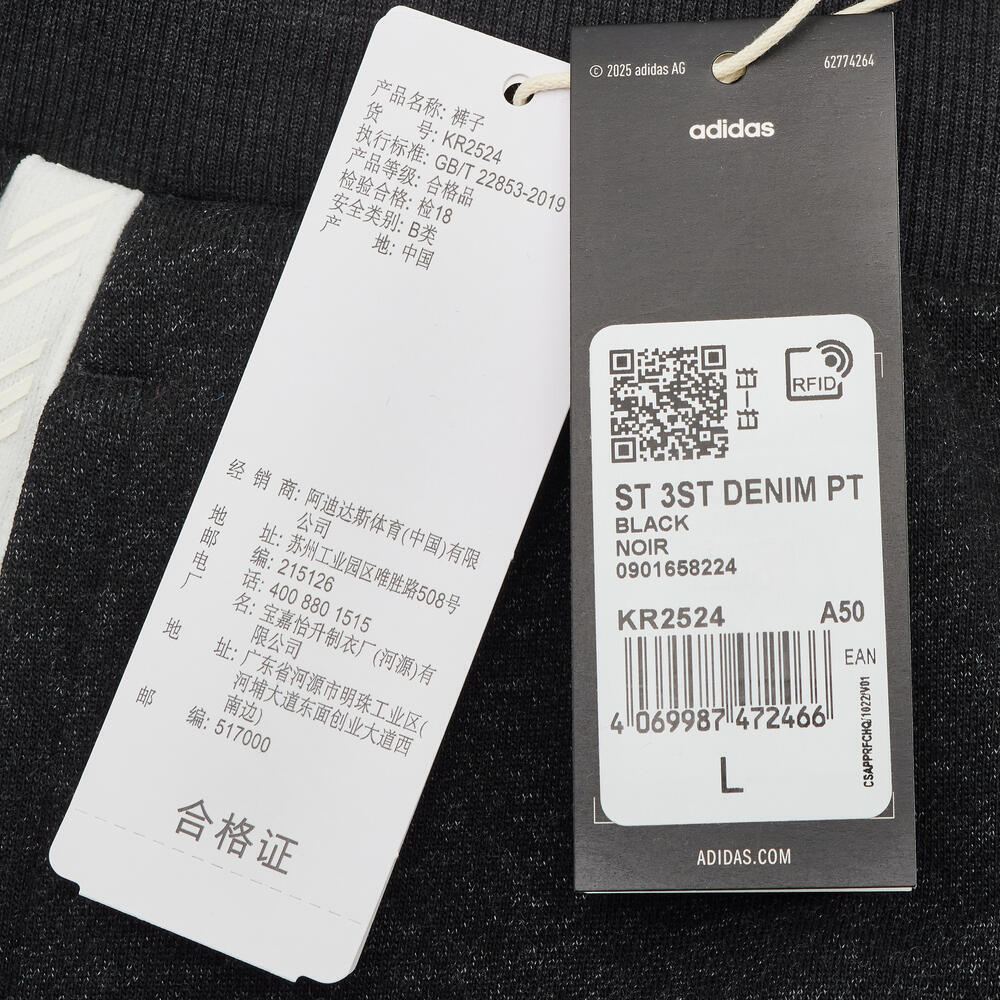 产品名称: 裤子
货 号: KR2524
执行标准: GB/T 22853-2019
产品等级: 合格品
检验合格: 检18
安全类别: B类
产 地: 中国
经 销 商: 阿迪达斯体育(中国)有限
公司
地 址: 苏州工业园区唯胜路508号
邮 编: 215126
电 话: 400 880 1515
厂 名: 宝嘉怡升制衣厂(河源)有
限公司
地 址: 广东省河源市明珠工业区(
河埔大道东面创业大道西
南边)
邮 编: 517000
合格证
© 2025 adidas AG
62774264
adidas
扫一扫
RFID
ST 3ST DENIM PT
BLACK
NOIR
0901658224
KR2524 A50
EAN
4 069987 472466
CSAPPRFCHQ/1022/V01
L
ADIDAS.COM